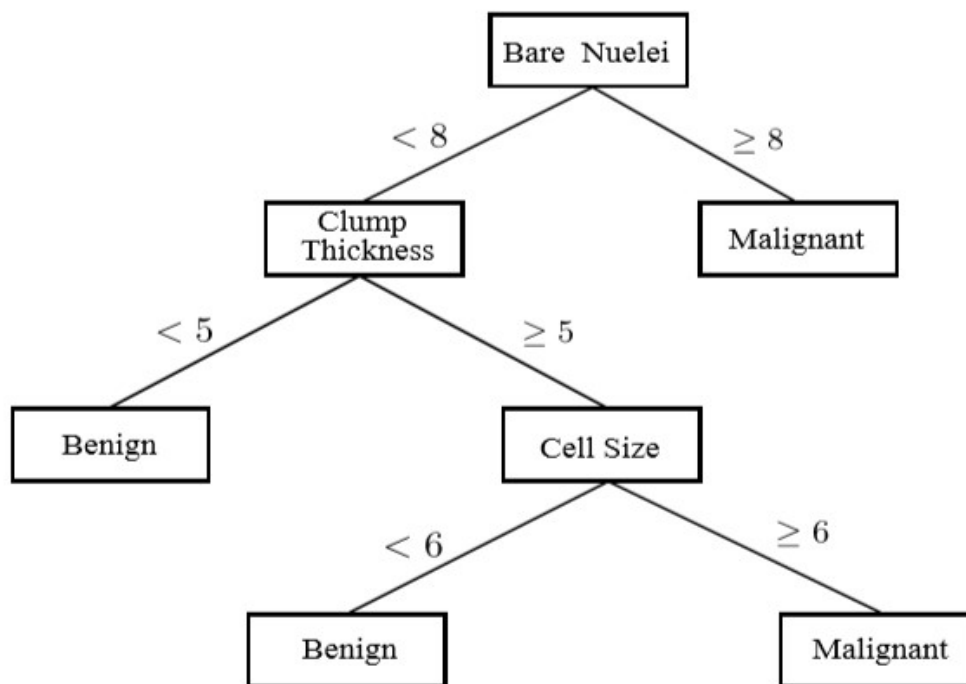 Bare Nuelei
< 8
≥ 8
Clump
Thickness
Malignant
< 5
≥ 5
Benign
Cell Size
< 6
≥ 6
Benign
Malignant